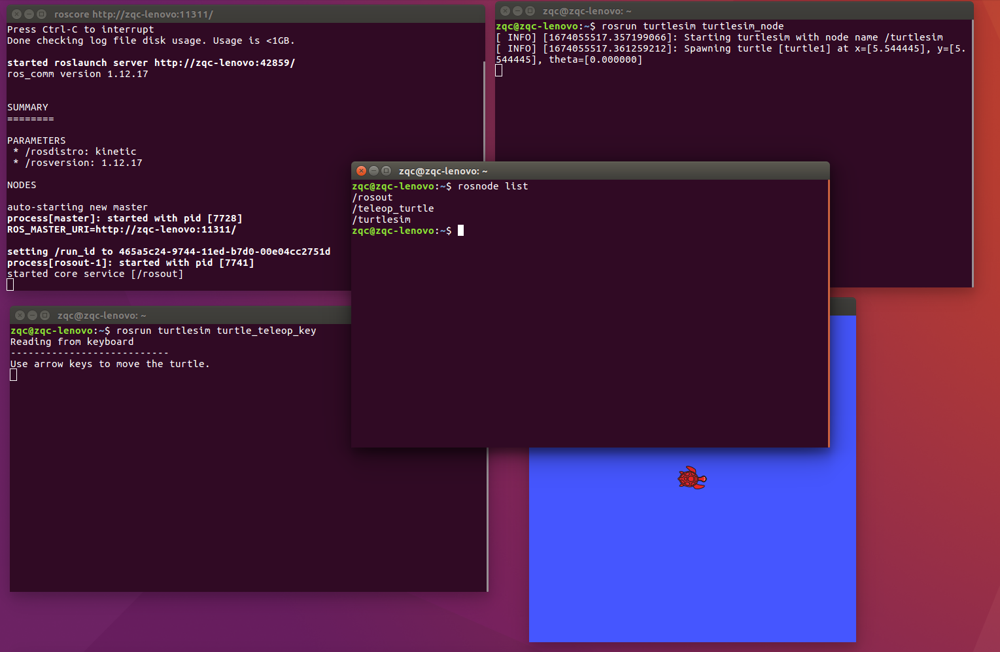 roscore http://zqc-lenovo:11311/
Press Ctrl-C to interrupt
Done checking log file disk usage. Usage is <1GB.
started roslaunch server http://zqc-lenovo:42859/
ros_comm version 1.12.17
SUMMARY
========
PARAMETERS
* /rosdistro: kinetic
* /rosversion: 1.12.17
NODES
auto-starting new master
process[master]: started with pid [7728]
ROS_MASTER_URI=http://zqc-lenovo:11311/
setting /run_id to 465a5c24-9744-11ed-b7d0-00e04cc2751d
process[rosout-1]: started with pid [7741]
started core service [/rosout]
zqc@zqc-lenovo: ~
zqc@zqc-lenovo:~$ rosrun turtlesim turtlesim_node
[ INFO] [1674055517.357199066]: Starting turtlesim with node name /turtlesim
[ INFO] [1674055517.361259212]: Spawning turtle [turtle1] at x=[5.544445], y=[5.
544445], theta=[0.000000]
zqc@zqc-lenovo: ~
zqc@zqc-lenovo:~$ rosnode list
/rosout
/teleop_turtle
/turtlesim
zqc@zqc-lenovo:~$
zqc@zqc-lenovo: ~
zqc@zqc-lenovo:~$ rosrun turtlesim turtle_teleop_key
Reading from keyboard
---------------------------
Use arrow keys to move the turtle.